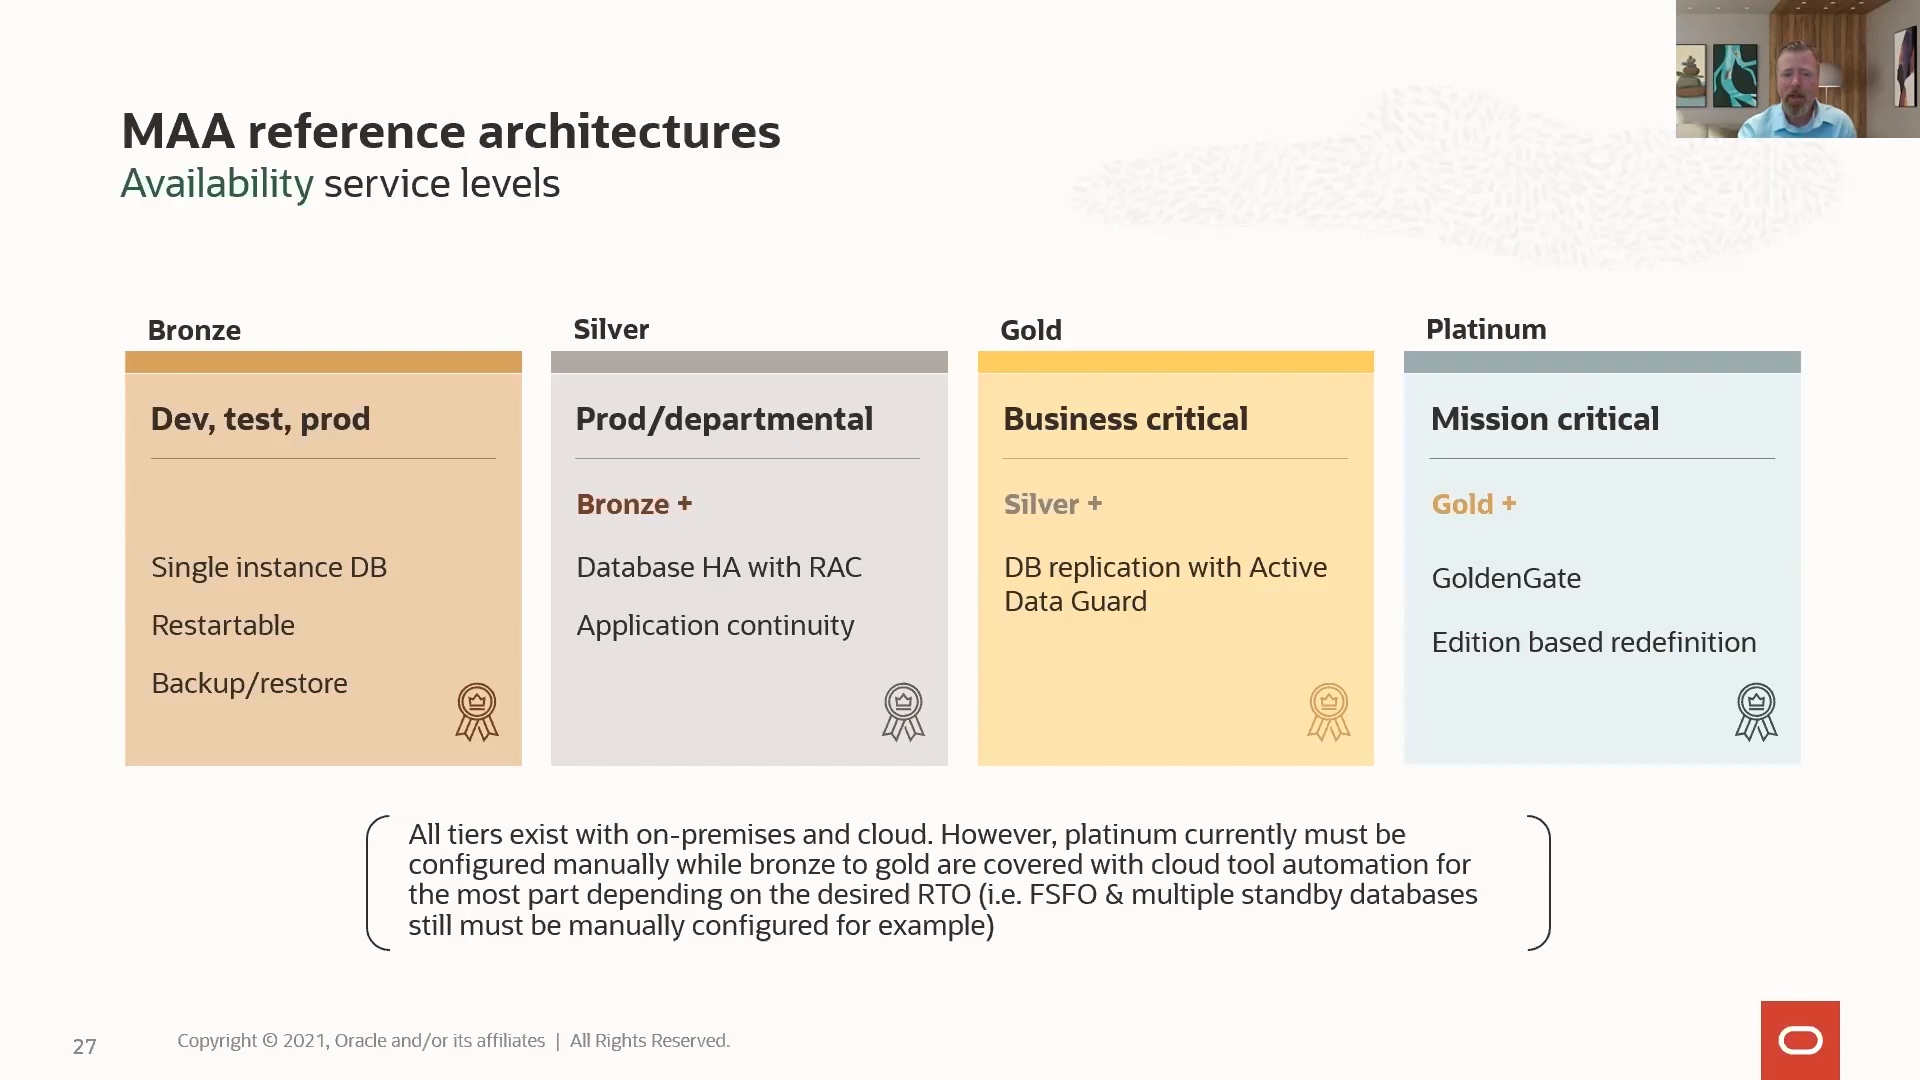 MAA reference architectures
Availability service levels
Bronze
Dev, test, prod
Single instance DB
Restartable
Backup/restore
Silver
Prod/departmental
Bronze +
Database HA with RAC
Application continuity
Gold
Business critical
Silver +
DB replication with Active
Data Guard
Platinum
Mission critical
Gold +
GoldenGate
Edition based redefinition
All tiers exist with on-premises and cloud. However, platinum currently must be
configured manually while bronze to gold are covered with cloud tool automation for
the most part depending on the desired RTO (i.e. FSFO & multiple standby databases
still must be manually configured for example)
27
Copyright © 2021, Oracle and/or its affiliates | All Rights Reserved.